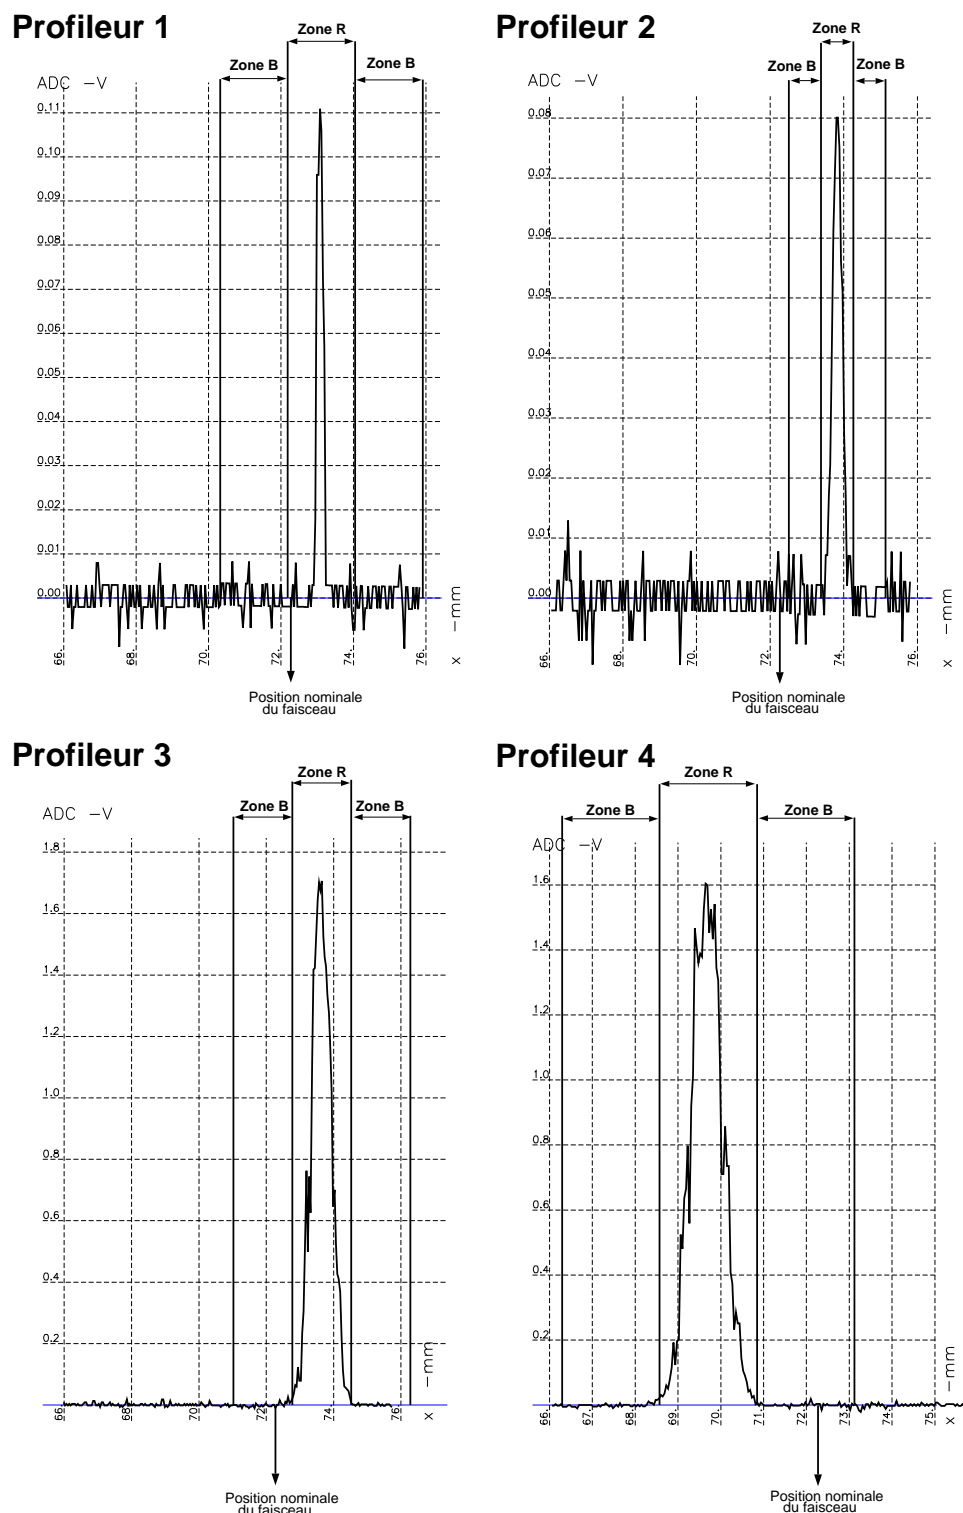 Profileur 1
Zone R
Zone B
Zone B
ADC −V
0.11
0.10
0.09
0.08
0.07
0.06
0.05
0.04
0.03
0.02
0.01
0.00
66.
68.
70.
72.
74.
76.
x −mm
Position nominale
du faisceau
Profileur 2
Zone R
Zone B
Zone B
ADC −V
0.08
0.07
0.06
0.05
0.04
0.03
0.02
0.01
0.00
66.
68.
70.
72.
74.
76.
x −mm
Position nominale
du faisceau
Profileur 3
Zone R
Zone B
Zone B
ADC −V
1.8
1.6
1.4
1.2
1.0
0.8
0.6
0.4
0.2
66.
68.
70.
72.
74.
76.
x −mm
Position nominale
du faisceau
Profileur 4
Zone R
Zone B
Zone B
ADC −V
1.6
1.4
1.2
1.0
0.8
0.6
0.4
0.2
66.
67.
68.
69.
70.
71.
72.
73.
74.
75.
x −mm
Position nominale
du faisceau